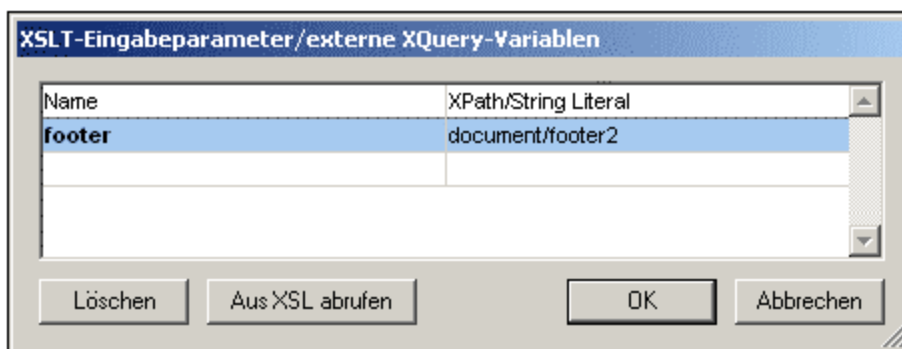 XSLT-Eingabeparameter/externe XQuery-Variablen
Name XPath/String Literal
footer document/footer2
Löschen Aus XSL abrufen OK Abbrechen